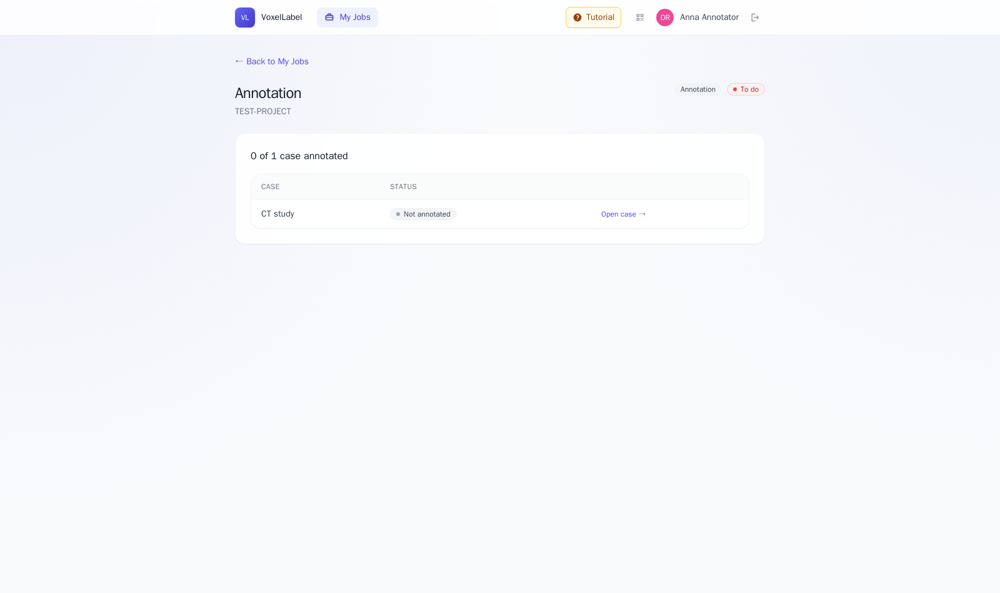 VL VoxelLabel My Jobs Tutorial DR Anna Annotator
← Back to My Jobs
Annotation
Annotation To do
TEST-PROJECT
0 of 1 case annotated
CASE STATUS
CT study Not annotated Open case →